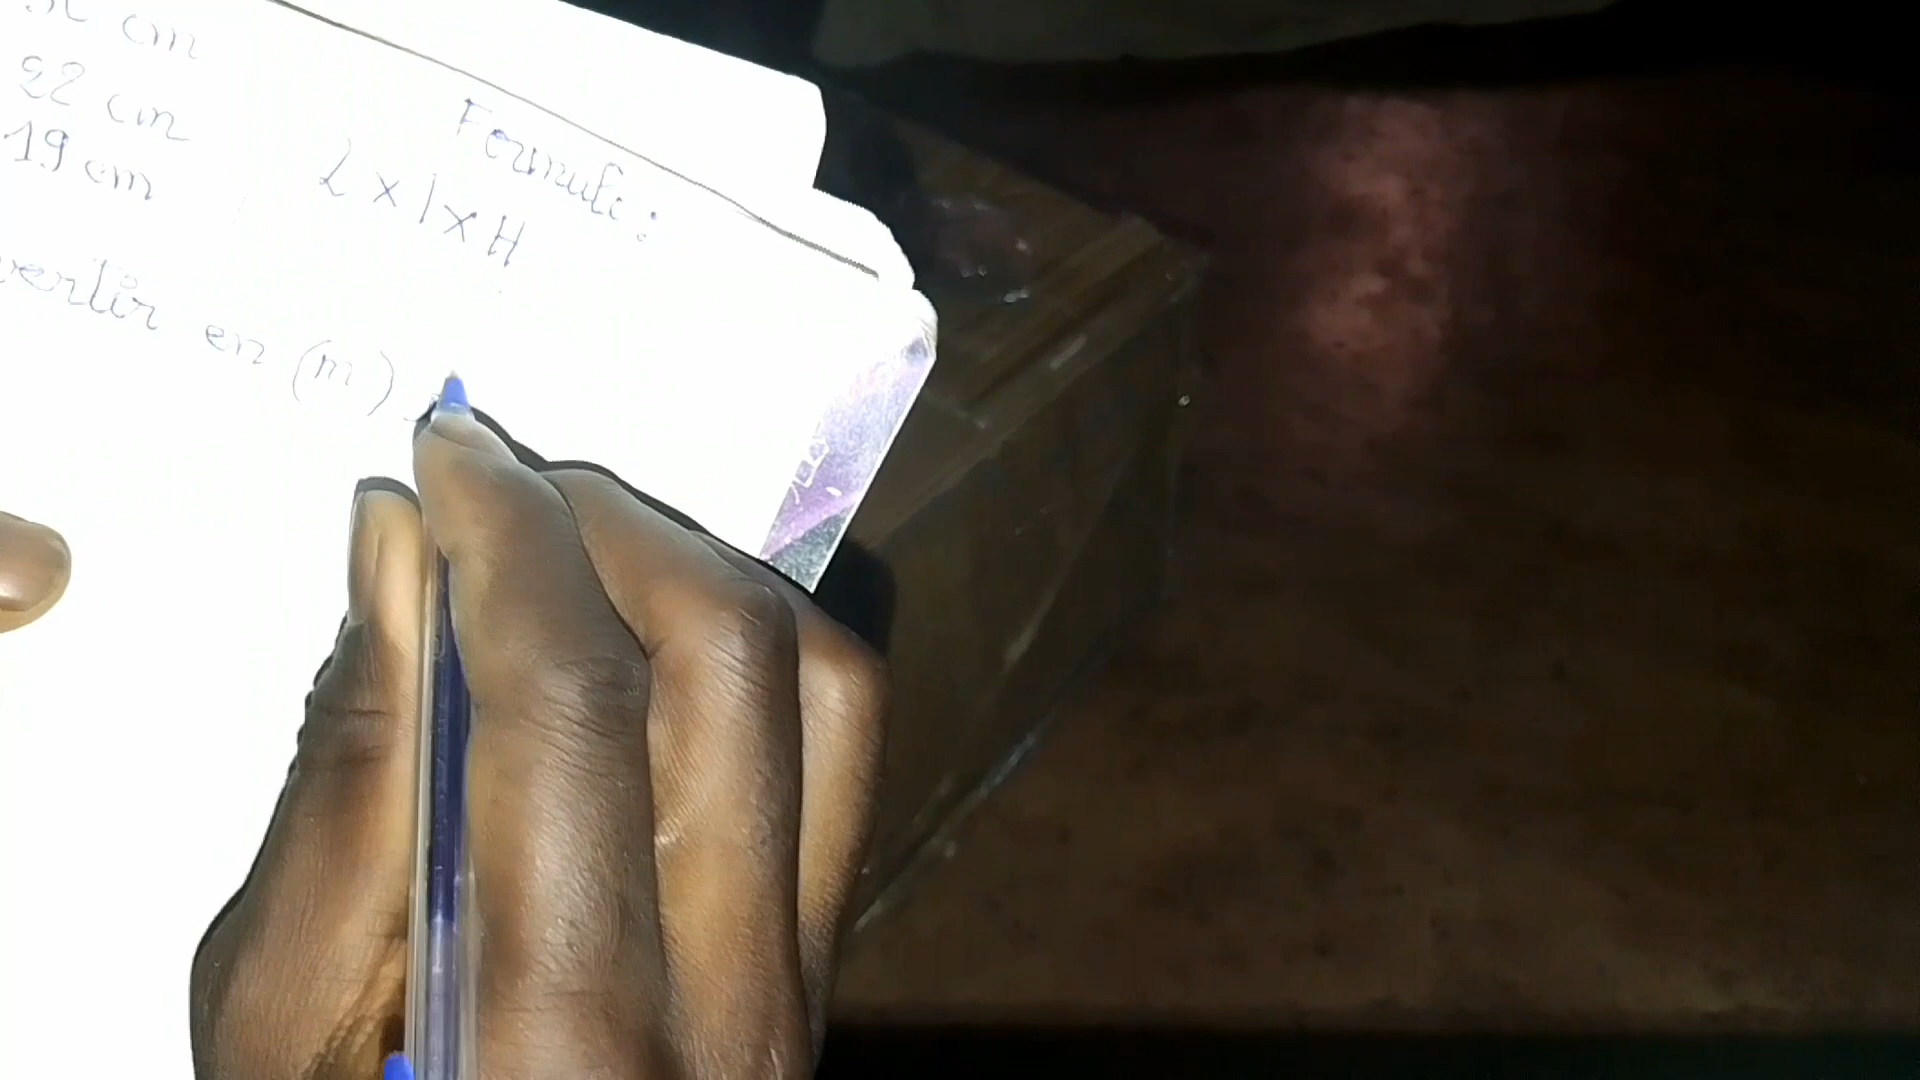 cm
22 cm
19 cm
Formule :
L x l x H
vertir en (m)